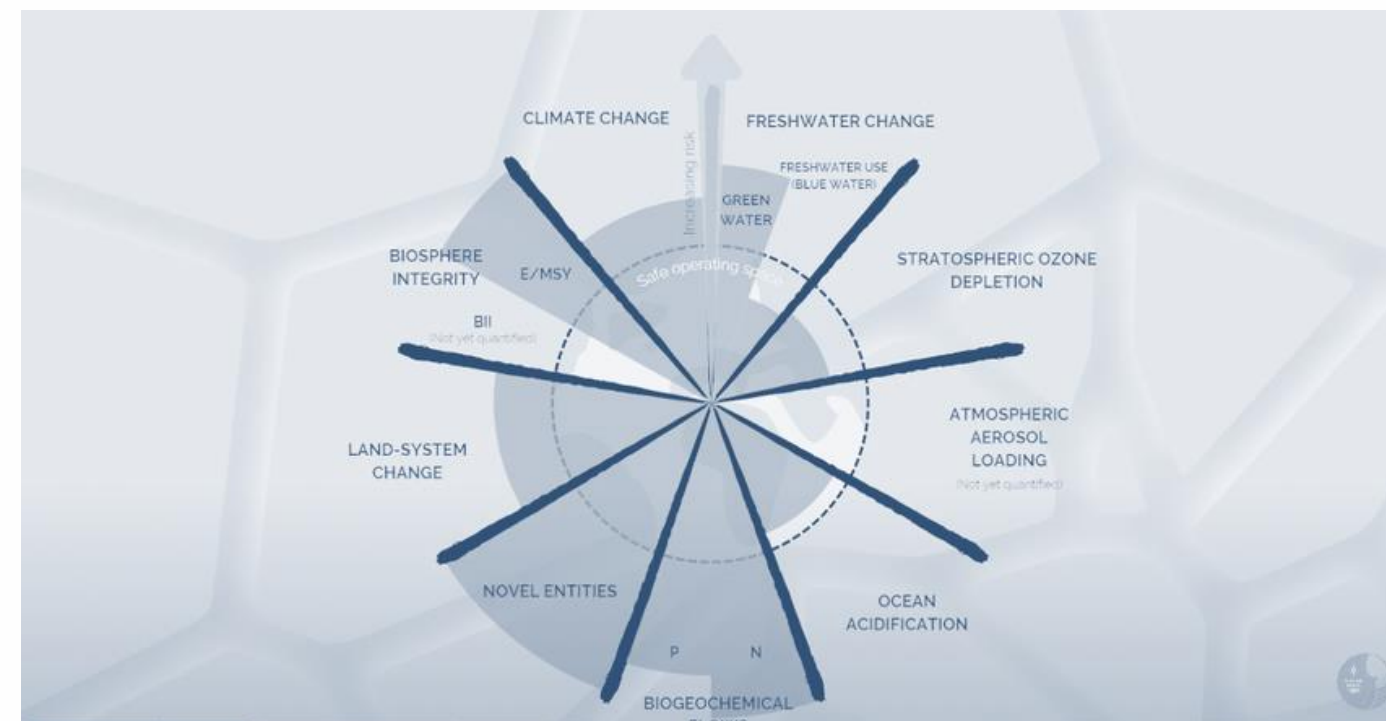 CLIMATE CHANGE
FRESHWATER CHANGE
Increasing risk
FRESHWATER USE
(BLUE WATER)
GREEN
WATER
BIOSPHERE
INTEGRITY
E/MSY
Safe operating space
STRATOSPHERIC OZONE
DEPLETION
BII
(Not yet quantified)
ATMOSPHERIC
AEROSOL
LOADING
(Not yet quantified)
LAND-SYSTEM
CHANGE
NOVEL ENTITIES
OCEAN
ACIDIFICATION
P
N
BIOGEOCHEMICAL